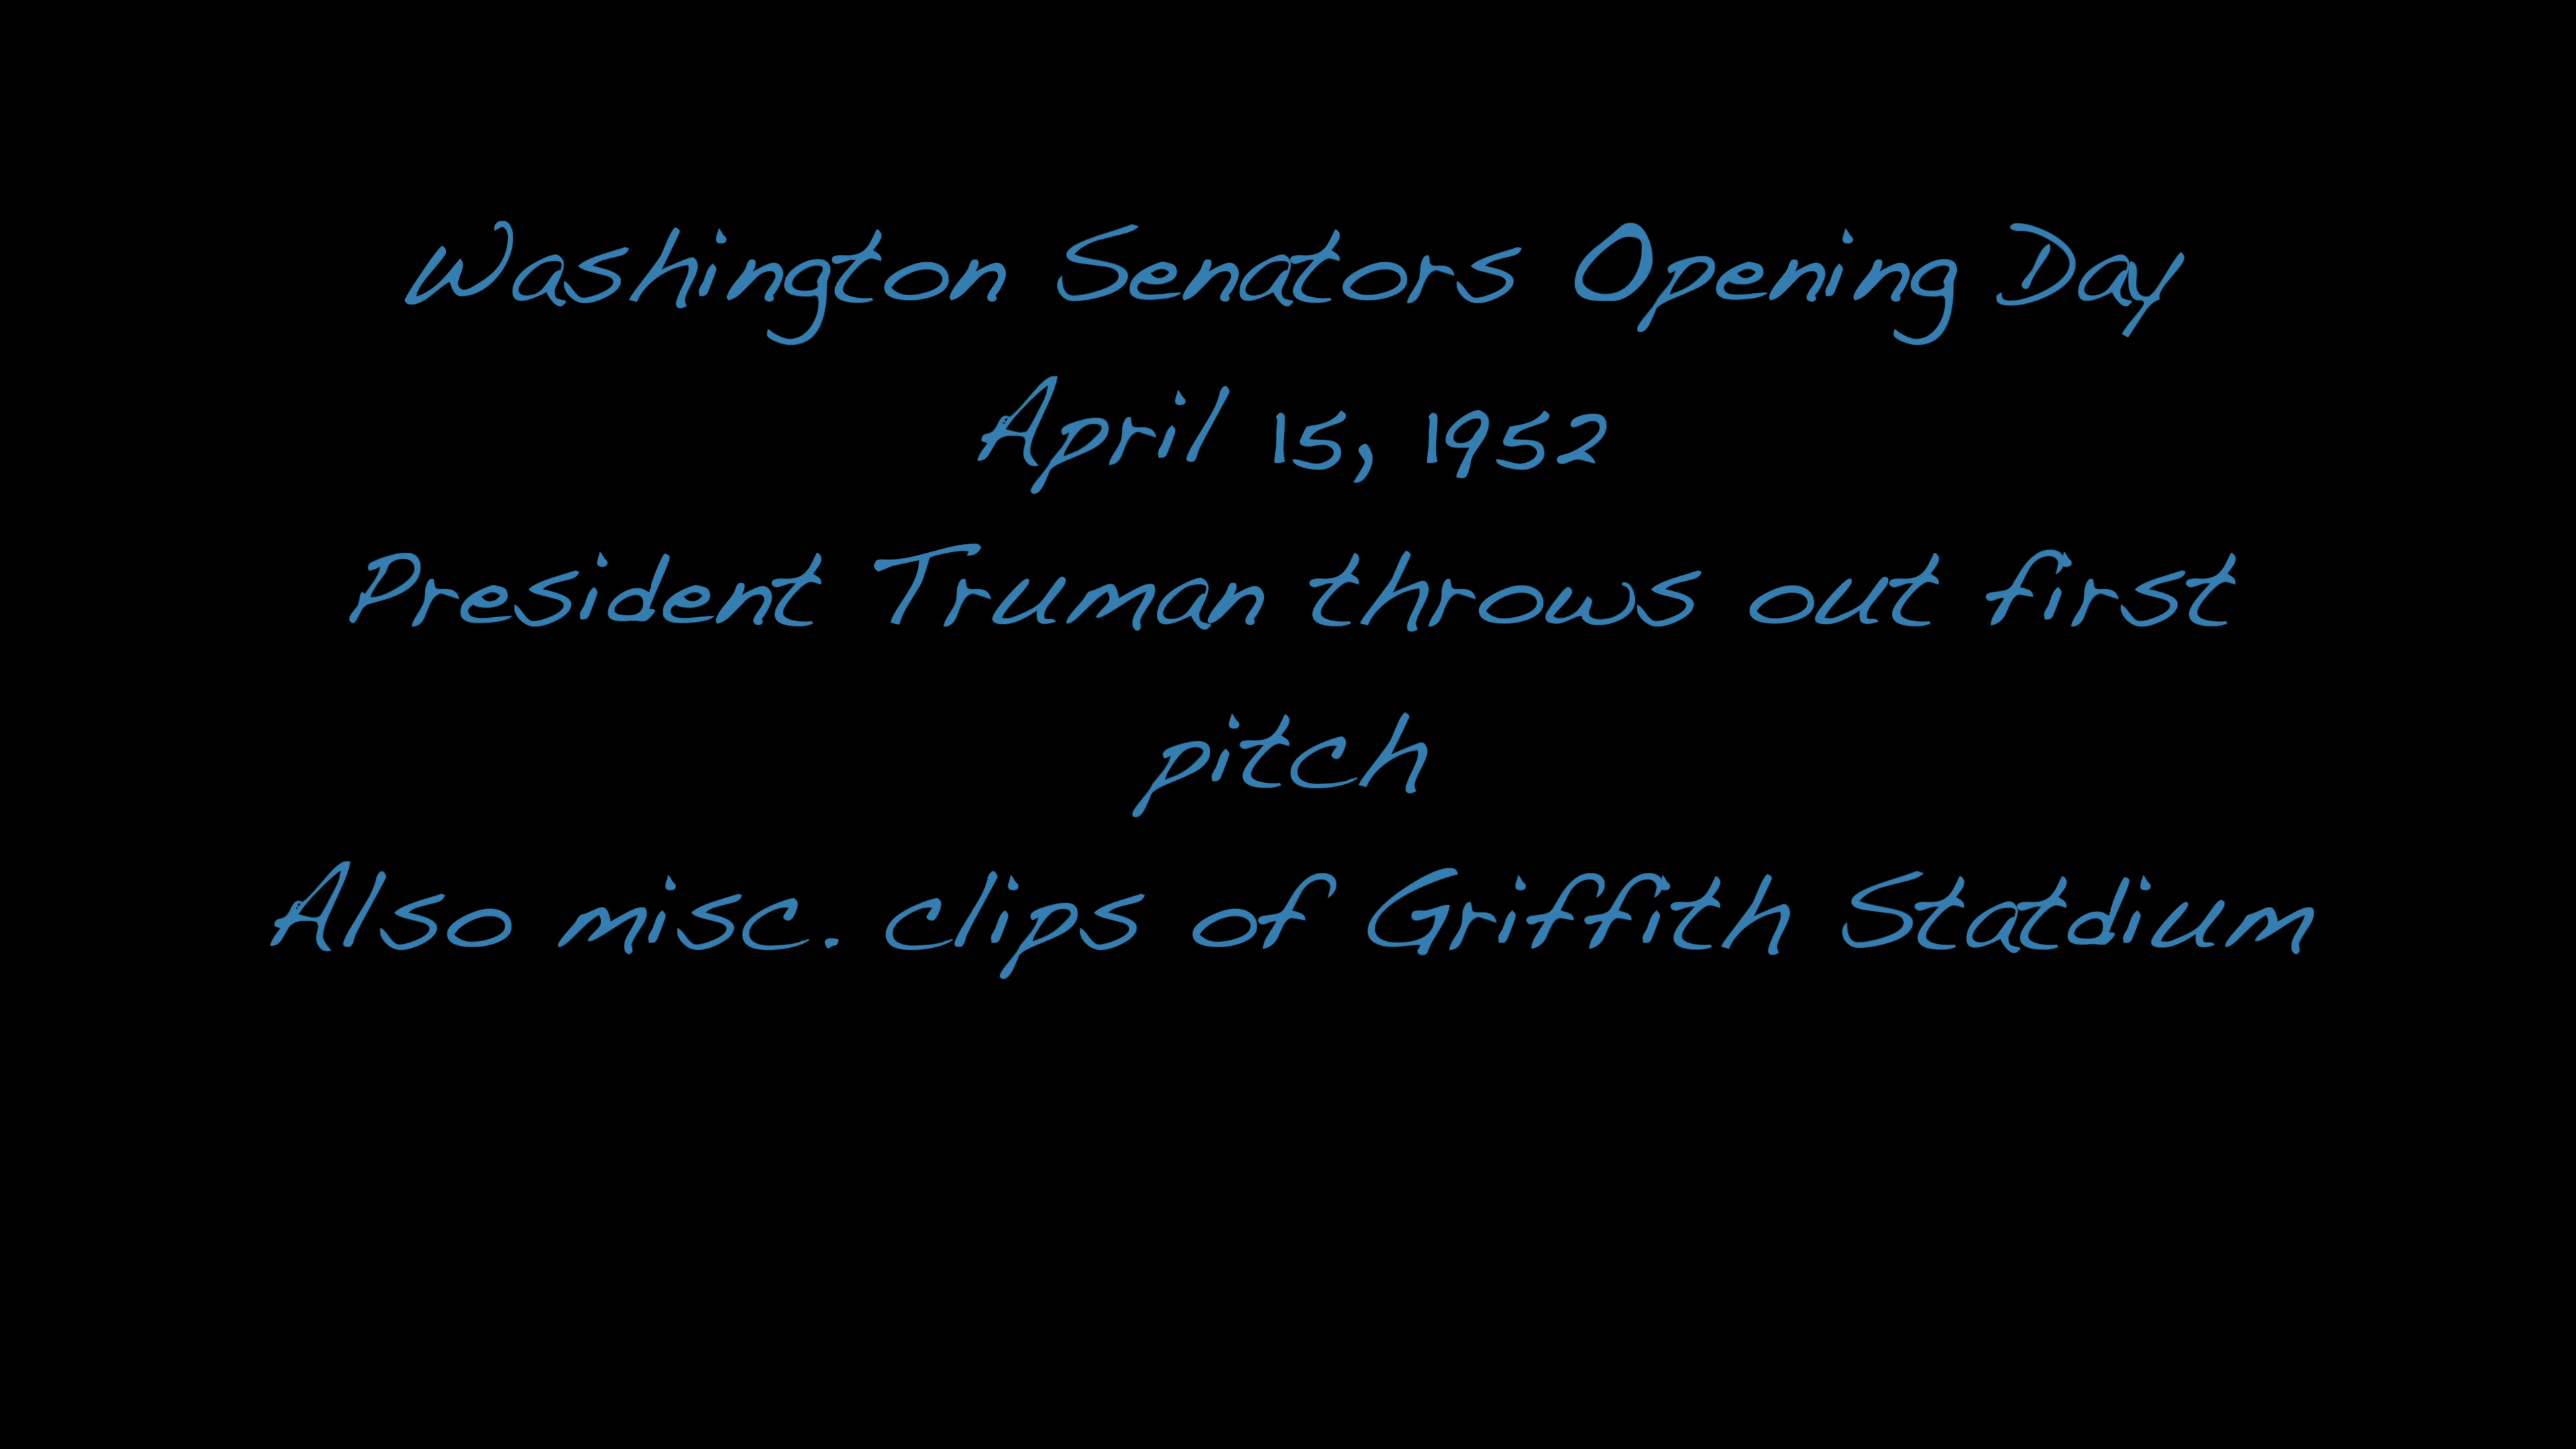 Washington Senators Opening Day
April 15, 1952
President Truman throws out first
pitch
Also misc. clips of Griffith Statdium